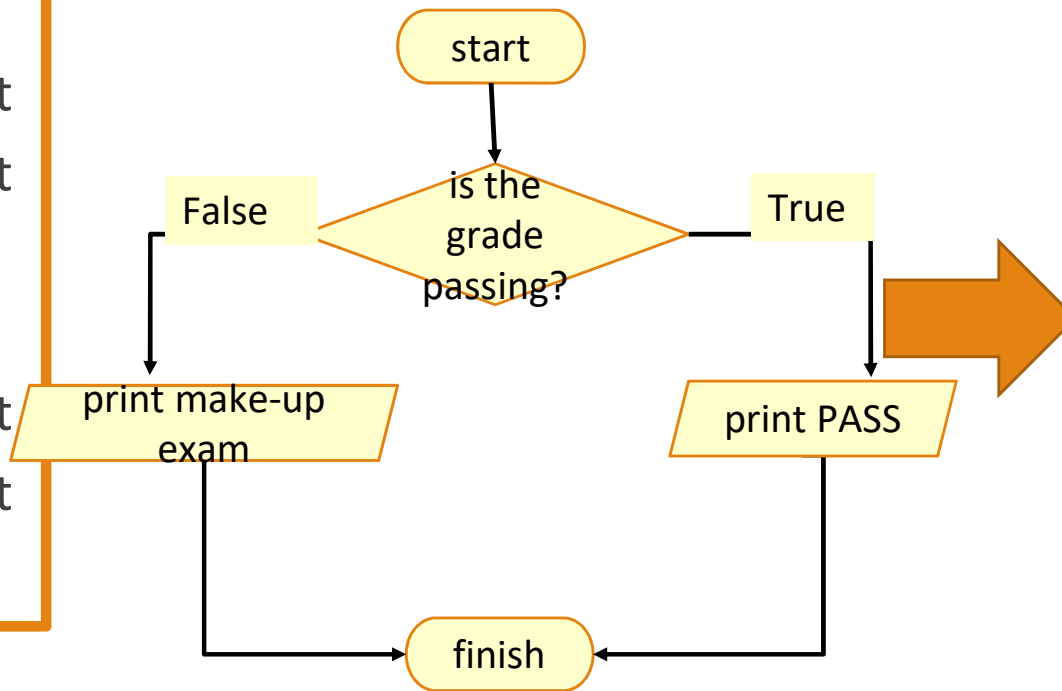 start
t
t
is the
grade
passing?
False
True
print make-up
exam
print PASS
t
t
finish